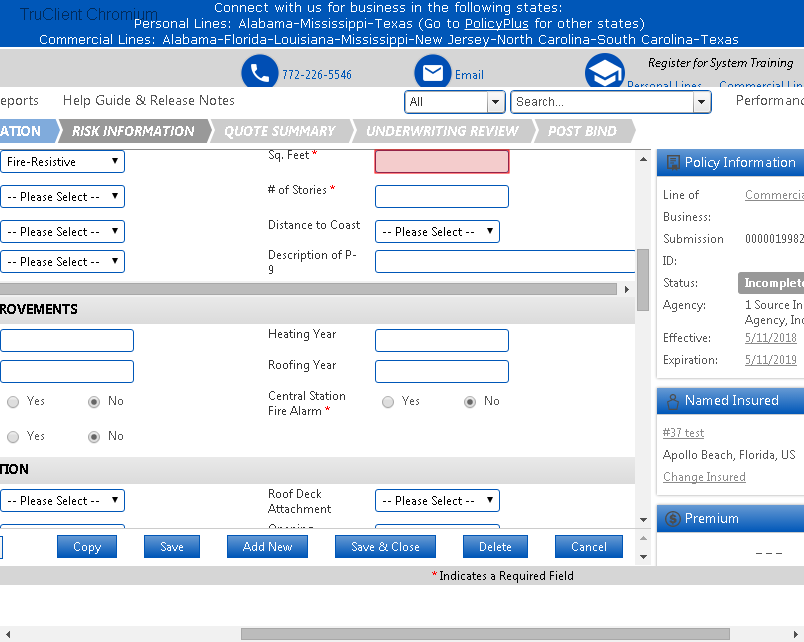 TruClient Chromium
Connect with us for business in the following states:
Personal Lines: Alabama-Mississippi-Texas (Go to PolicyPlus for other states)
Commercial Lines: Alabama-Florida-Louisiana-Mississippi-New Jersey-North Carolina-South Carolina-Texas
772-226-5546
Email
Register for System Training
Personal Lines
Commercial Lin
eports
Help Guide & Release Notes
All
Search...
Performanc
ATION
RISK INFORMATION
QUOTE SUMMARY
UNDERWRITING REVIEW
POST BIND
Fire-Resistive
Sq. Feet *
-- Please Select --
# of Stories *
-- Please Select --
Distance to Coast
-- Please Select --
-- Please Select --
Description of P-
9
ROVEMENTS
Heating Year
Roofing Year
Yes
No
Central Station
Fire Alarm *
Yes
No
Yes
No
TION
-- Please Select --
Roof Deck
Attachment
-- Please Select --
Opening
Copy
Save
Add New
Save & Close
Delete
Cancel
* Indicates a Required Field
Policy Information
Line of
Business:
Commercia
Submission
ID:
0000019982
Status:
Incomplete
Agency:
1 Source In
Agency, Inc
Effective:
5/11/2018
Expiration:
5/11/2019
Named Insured
#37 test
Apollo Beach, Florida, US
Change Insured
Premium
_ _ _